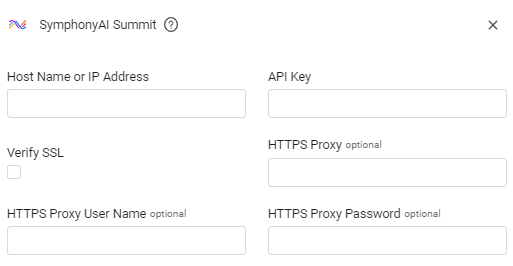 SymphonyAI Summit ?
Host Name or IP Address
API Key
Verify SSL
HTTPS Proxy optional
HTTPS Proxy User Name optional
HTTPS Proxy Password optional